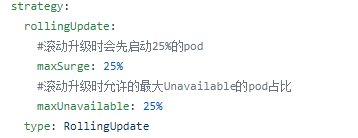 strategy:
rollingUpdate:
#滚动升级时会先启动25%的pod
maxSurge: 25%
#滚动升级时允许的最大Unavailable的pod占比
maxUnavailable: 25%
type: RollingUpdate